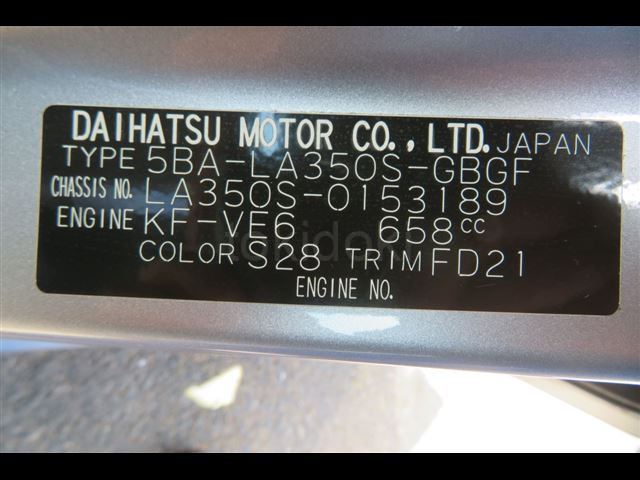 DAIHATSU MOTOR CO., LTD. JAPAN
TYPE 5BA-LA350S-GBGF
CHASSIS NO. LA350S-0153189
ENGINE KF-VE6 658cc
COLOR S28 TRIM FD21
ENGINE NO.